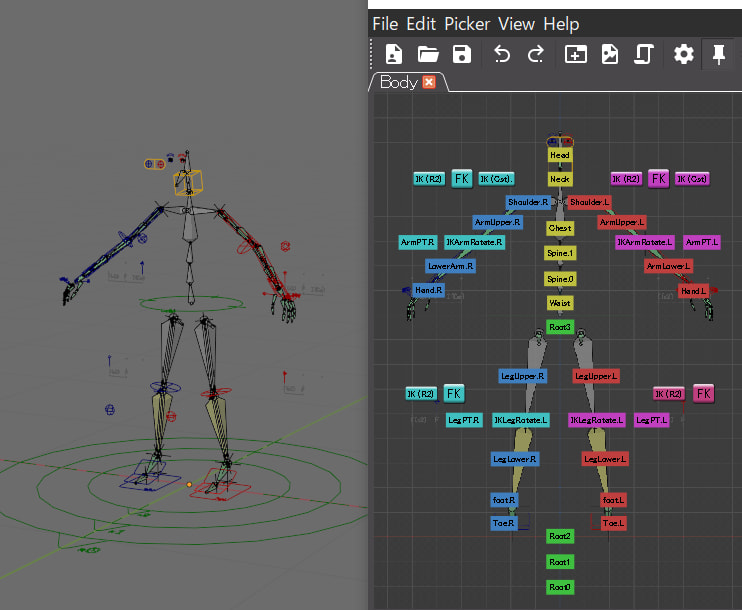 File Edit Picker View Help
Body
Head
IK (R2) FK IK (Cst). Neck IK (R2) FK IK (Cst)
Shoulder.R Shoulder.L
ArmUpper.R ArmUpper.L
Chest
ArmPT.R IKArmRotate.R IKArmRotate.L ArmPT.L
Spine.1
LowerArm.R ArmLower.L
Spine.0
Hand.R Hand.L
Waist
Root3
LegUpper.R LegUpper.L
IK (R2) FK IK (R2) FK
LegPT.R IKLegRotate.L IKLegRotate.L LegPT.L
LegLower.R LegLower.L
foot.R foot.L
Toe.R Toe.L
Root2
Root1
Root0